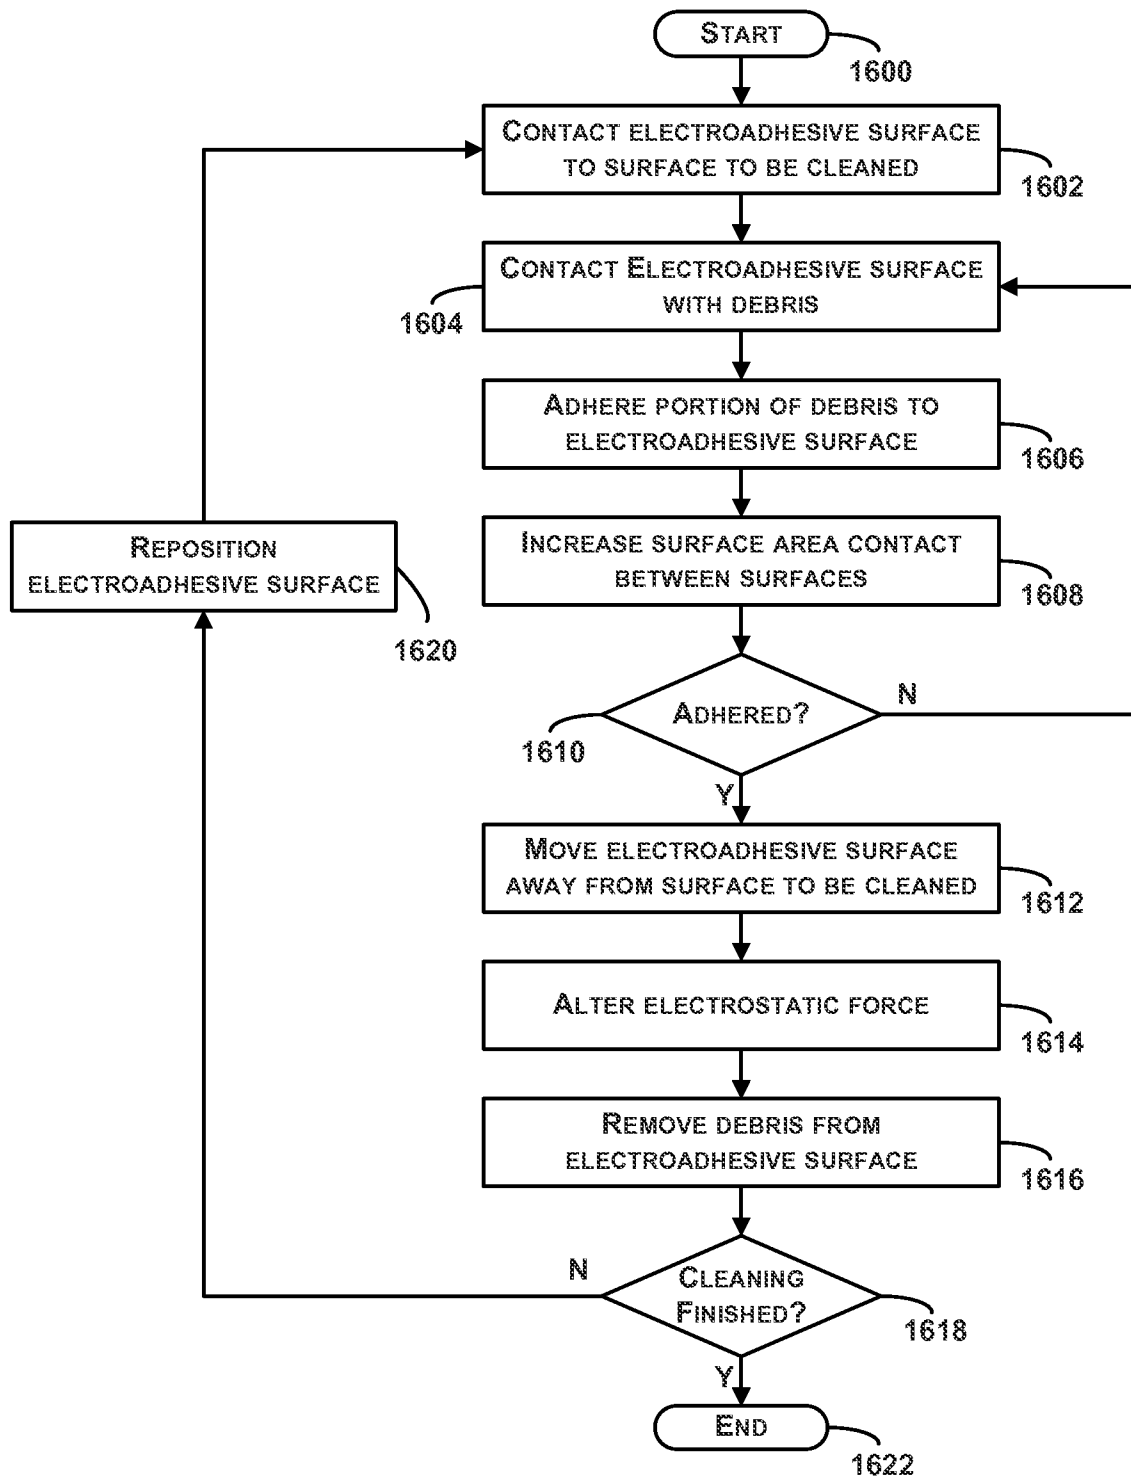 START
1600
CONTACT ELECTROADHESIVE SURFACE
TO SURFACE TO BE CLEANED
1602
CONTACT ELECTROADHESIVE SURFACE
WITH DEBRIS
1604
ADHERE PORTION OF DEBRIS TO
ELECTROADHESIVE SURFACE
1606
INCREASE SURFACE AREA CONTACT
BETWEEN SURFACES
1608
REPOSITION
ELECTROADHESIVE SURFACE
1620
ADHERED?
N
1610
Y
MOVE ELECTROADHESIVE SURFACE
AWAY FROM SURFACE TO BE CLEANED
1612
ALTER ELECTROSTATIC FORCE
1614
REMOVE DEBRIS FROM
ELECTROADHESIVE SURFACE
1616
N
CLEANING
FINISHED?
1618
Y
END
1622